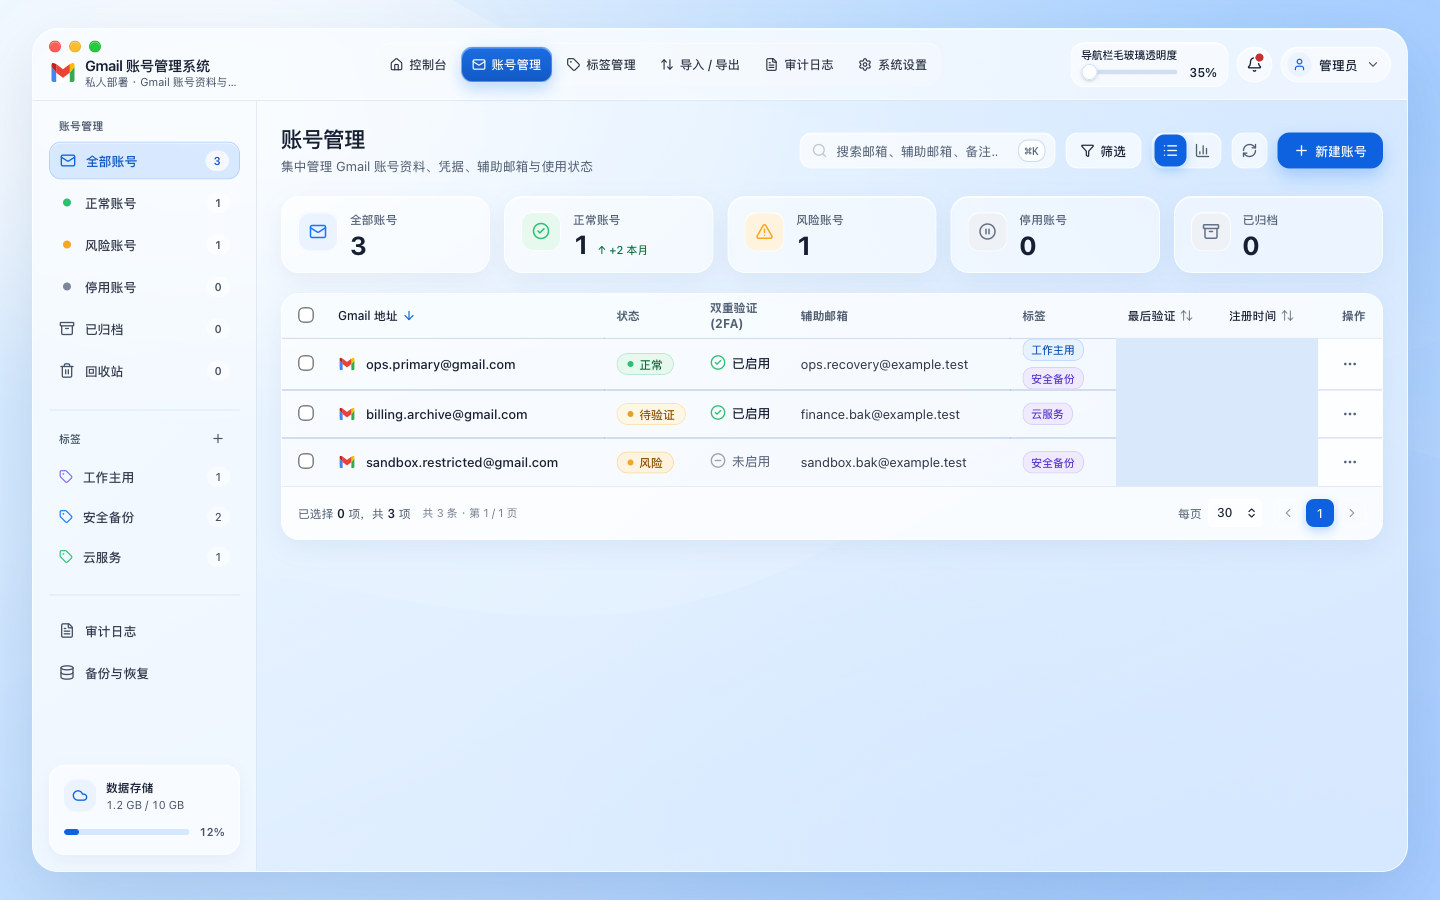 Gmail 账号管理系统
私人部署 · Gmail 账号资料与...
控制台
账号管理
标签管理
导入 / 导出
审计日志
系统设置
导航栏毛玻璃透明度
35%
管理员
账号管理
全部账号 3
正常账号 1
风险账号 1
停用账号 0
已归档 0
回收站 0
标签
工作主用 1
安全备份 2
云服务 1
审计日志
备份与恢复
数据存储
1.2 GB / 10 GB
12%
账号管理
集中管理 Gmail 账号资料、凭据、辅助邮箱与使用状态
搜索邮箱、辅助邮箱、备注.. ⌘K
筛选
新建账号
全部账号
3
正常账号
1 ↑ +2 本月
风险账号
1
停用账号
0
已归档
0
Gmail 地址 ↓ 状态 双重验证 (2FA) 辅助邮箱 标签 最后验证 注册时间 操作
ops.primary@gmail.com 正常 已启用 ops.recovery@example.test 工作主用 安全备份
billing.archive@gmail.com 待验证 已启用 finance.bak@example.test 云服务
sandbox.restricted@gmail.com 风险 未启用 sandbox.bak@example.test 安全备份
已选择 0 项, 共 3 项 共 3 条 · 第 1 / 1 页
每页 30 1